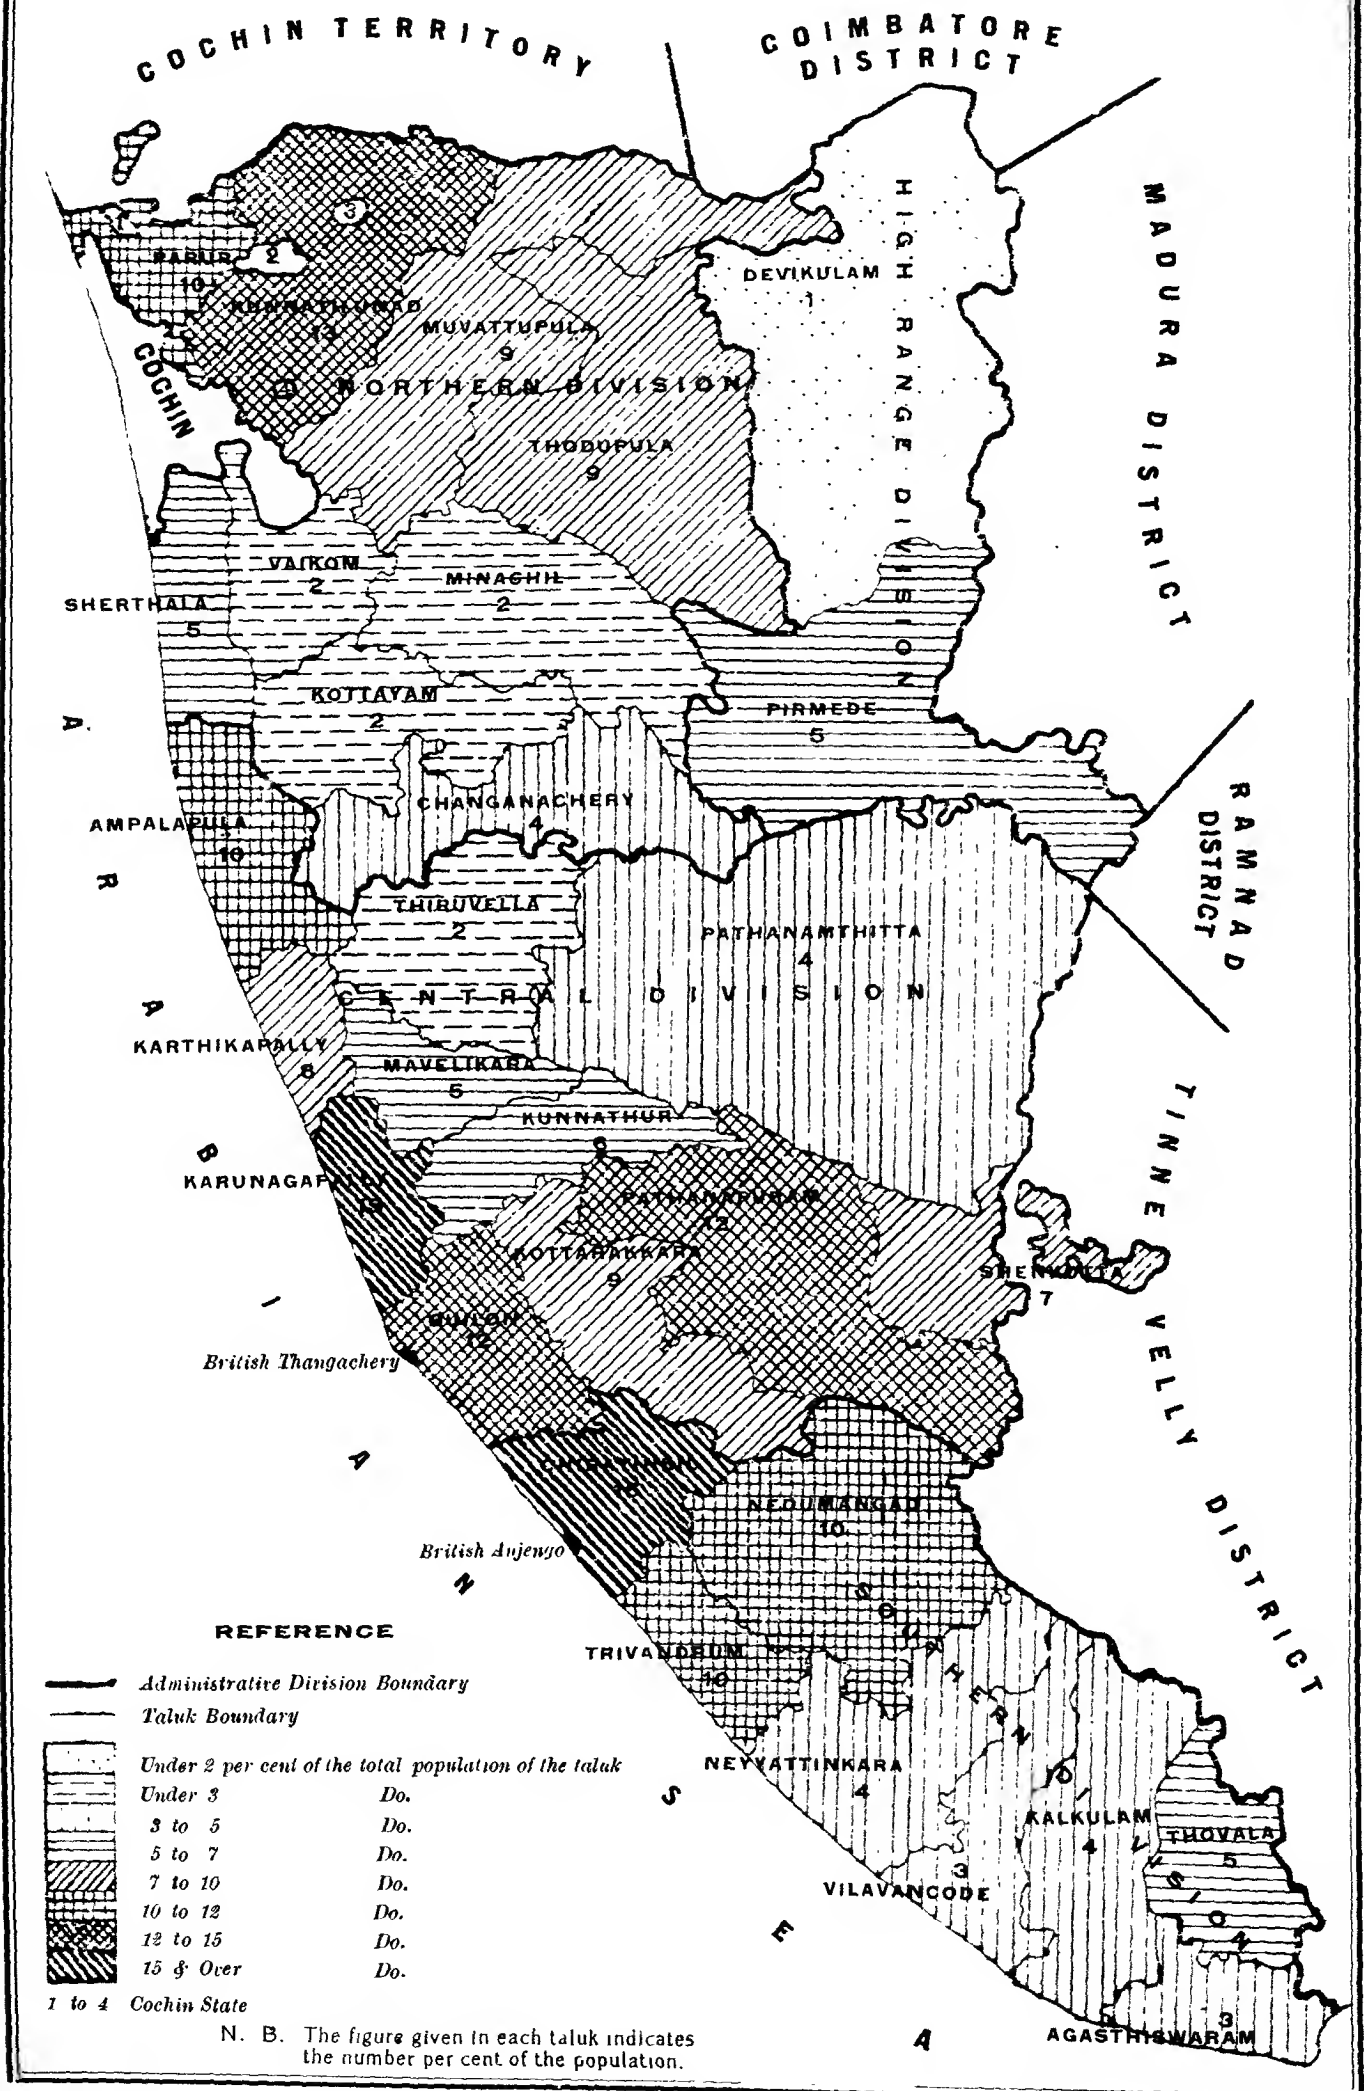 COCHIN TERRITORY
COIMBATORE
DISTRICT
MADURA DISTRICT
RAMNAD
DISTRICT
TINNEVELLY DISTRICT
ARABIAN SEA
COCHIN
HIGH RANGE DIVISION
NORTHERN DIVISION
CENTRAL DIVISION
SOUTHERN DIVISION
3
PARUR
10
2
KUNNATHUNAD
4
MUVATTUPULA
9
DEVIKULAM
1
THODUPULA
9
VAIKOM
2
MINACHIL
2
SHERTHALA
5
KOTTAYAM
2
PIRMEDE
5
CHANGANACHERY
4
AMPALAPULA
10
THIRUVELLA
2
PATHANAMTHITTA
4
KARTHIKAPALLY
8
MAVELIKARA
5
KUNNATHUR
6
KARUNAGAPALLY
PATHANAPURAM
12
KOTTARAKKARA
9
SHENKOTTA
7
QUILON
12
British Thangachery
CHIRAYINKIL
NEDUMANGAD
10
British Anjengo
TRIVANDRUM
10
NEYYATTINKARA
4
KALKULAM
4
THOVALA
5
3
VILAVANCODE
3
AGASTHISWARAM
REFERENCE
Administrative Division Boundary
Taluk Boundary
Under 2 per cent of the total population of the taluk
Under 3 Do.
3 to 5 Do.
5 to 7 Do.
7 to 10 Do.
10 to 12 Do.
12 to 15 Do.
15 & Over Do.
1 to 4 Cochin State
N. B. The figure given in each taluk indicates
the number per cent of the population.